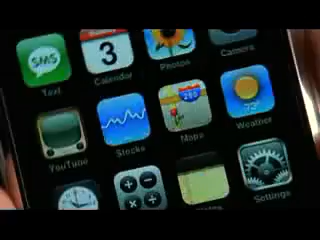 SMS
3
Text
Calendar
Photos
Camera
280
73°
YouTube
Stocks
Maps
Weather
Settings